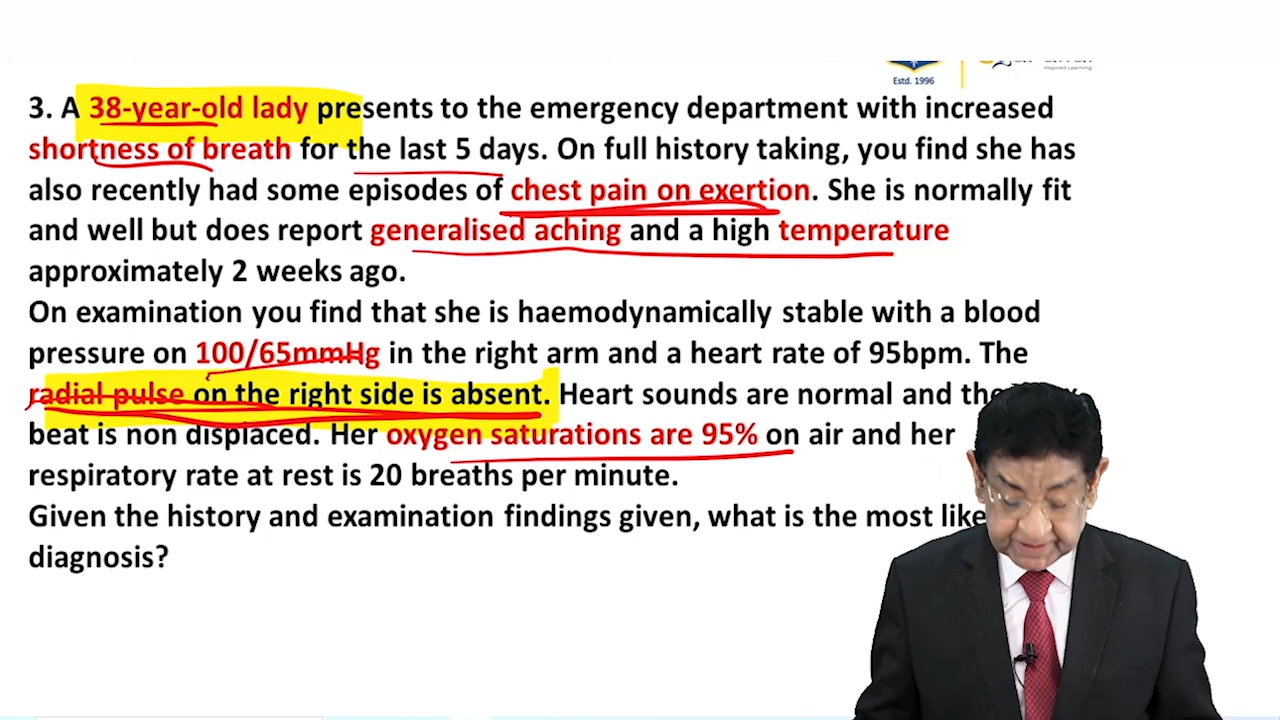 Estd. 1996
Inspired Learning
3. A 38-year-old lady presents to the emergency department with increased
shortness of breath for the last 5 days. On full history taking, you find she has
also recently had some episodes of chest pain on exertion. She is normally fit
and well but does report generalised aching and a high temperature
approximately 2 weeks ago.
On examination you find that she is haemodynamically stable with a blood
pressure on 100/65mmHg in the right arm and a heart rate of 95bpm. The
radial pulse on the right side is absent. Heart sounds are normal and the
beat is non displaced. Her oxygen saturations are 95% on air and her
respiratory rate at rest is 20 breaths per minute.
Given the history and examination findings given, what is the most
diagnosis?